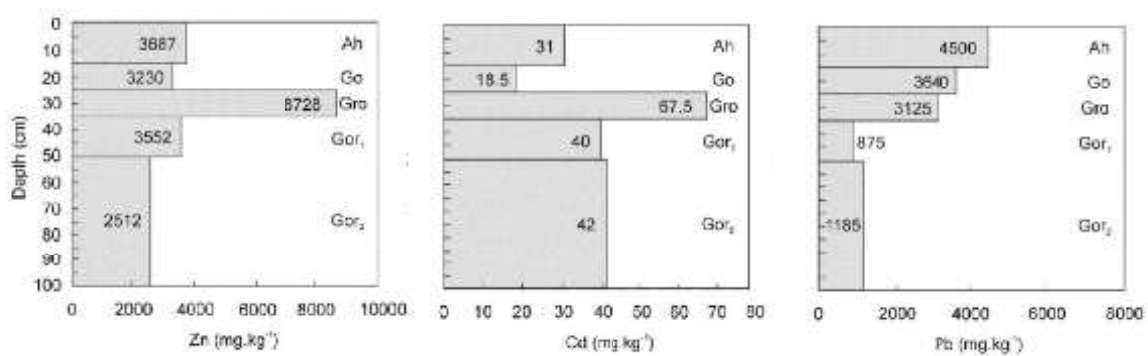 0
10
20
30
40
50
60
70
80
90
100
Depth (cm)
3687 Ah
3230 Go
8728 Gro
3552 Gor₁
2512 Gor₂
0 2000 4000 6000 8000 10000
Zn (mg.kg⁻¹)
31 Ah
18.5 Go
67.5 Gro
40 Gor₁
42 Gor₂
0 10 20 30 40 50 60 70 80
Cd (mg.kg⁻¹)
4500 Ah
3640 Go
3125 Gro
875 Gor₁
1185 Gor₂
0 2000 4000 6000 8000
Pb (mg.kg⁻¹)